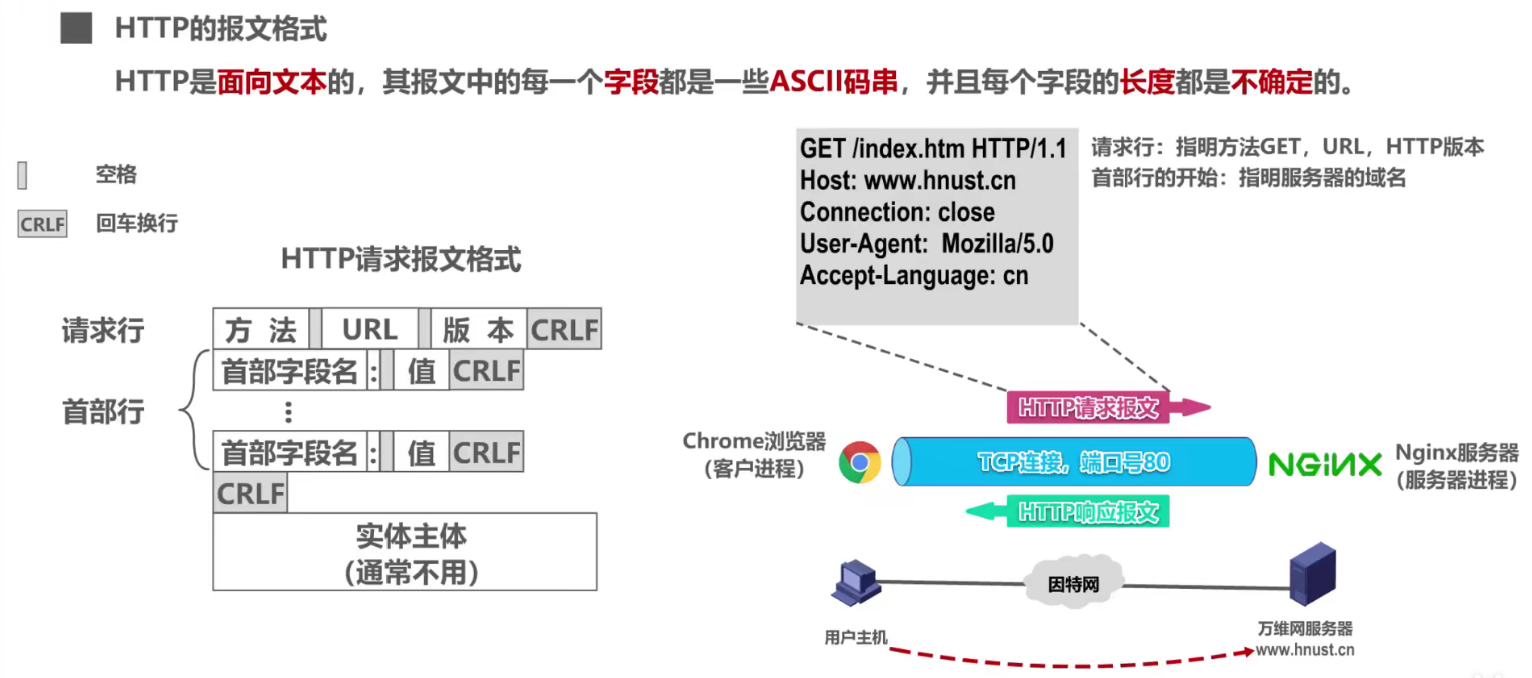 HTTP的报文格式
HTTP是面向文本的，其报文中的每一个字段都是一些ASCII码串，并且每个字段的长度都是不确定的。
空格
CRLF 回车换行
HTTP请求报文格式
请求行
方 法 URL 版 本 CRLF
首部行
首部字段名 : 值 CRLF
⋮
首部字段名 : 值 CRLF
CRLF
实体主体
（通常不用）
GET /index.htm HTTP/1.1
Host: www.hnust.cn
Connection: close
User-Agent: Mozilla/5.0
Accept-Language: cn
请求行：指明方法GET，URL，HTTP版本
首部行的开始：指明服务器的域名
HTTP请求报文
Chrome浏览器
（客户进程）
TCP连接，端口号80
NGINX
Nginx服务器
（服务器进程）
HTTP响应报文
因特网
用户主机
万维网服务器
www.hnust.cn